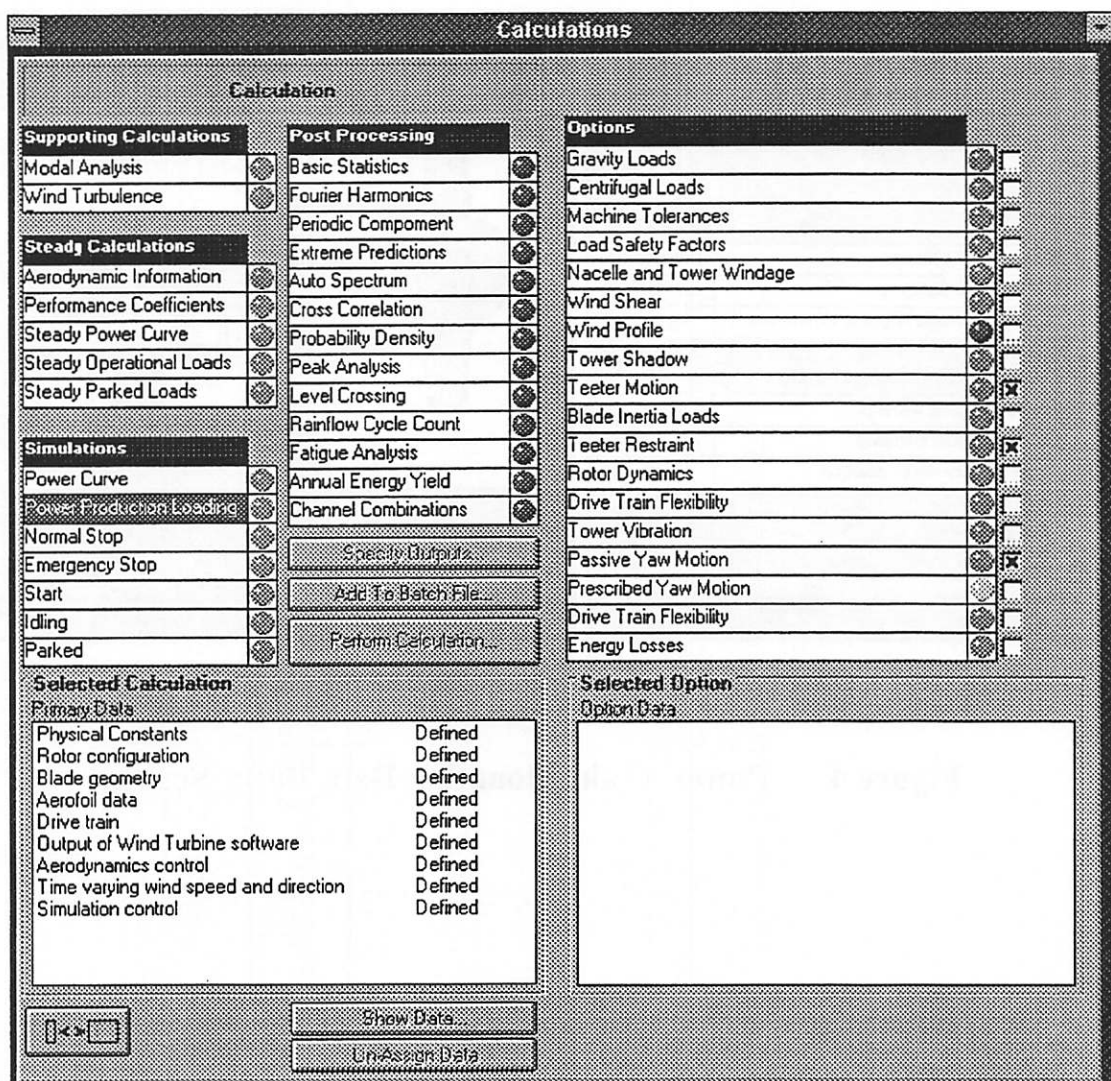 Calculations
Calculation
Supporting Calculations
Modal Analysis
Wind Turbulence
Steady Calculations
Aerodynamic Information
Performance Coefficients
Steady Power Curve
Steady Operational Loads
Steady Parked Loads
Simulations
Power Curve
Power Production Loading
Normal Stop
Emergency Stop
Start
Idling
Parked
Post Processing
Basic Statistics
Fourier Harmonics
Periodic Compoment
Extreme Predictions
Auto Spectrum
Cross Correlation
Probability Density
Peak Analysis
Level Crossing
Rainflow Cycle Count
Fatigue Analysis
Annual Energy Yield
Channel Combinations
Specify Outputs...
Add To Batch File...
Perform Calculation...
Options
Gravity Loads
Centrifugal Loads
Machine Tolerances
Load Safety Factors
Nacelle and Tower Windage
Wind Shear
Wind Profile
Tower Shadow
Teeter Motion
Blade Inertia Loads
Teeter Restraint
Rotor Dynamics
Drive Train Flexibility
Tower Vibration
Passive Yaw Motion
Prescribed Yaw Motion
Drive Train Flexibility
Energy Losses
Selected Calculation
Primary Data
Physical Constants Defined
Rotor configuration Defined
Blade geometry Defined
Aerofoil data Defined
Drive train Defined
Output of Wind Turbine software Defined
Aerodynamics control Defined
Time varying wind speed and direction Defined
Simulation control Defined
Selected Option
Option Data
Show Data...
Un-Assign Data